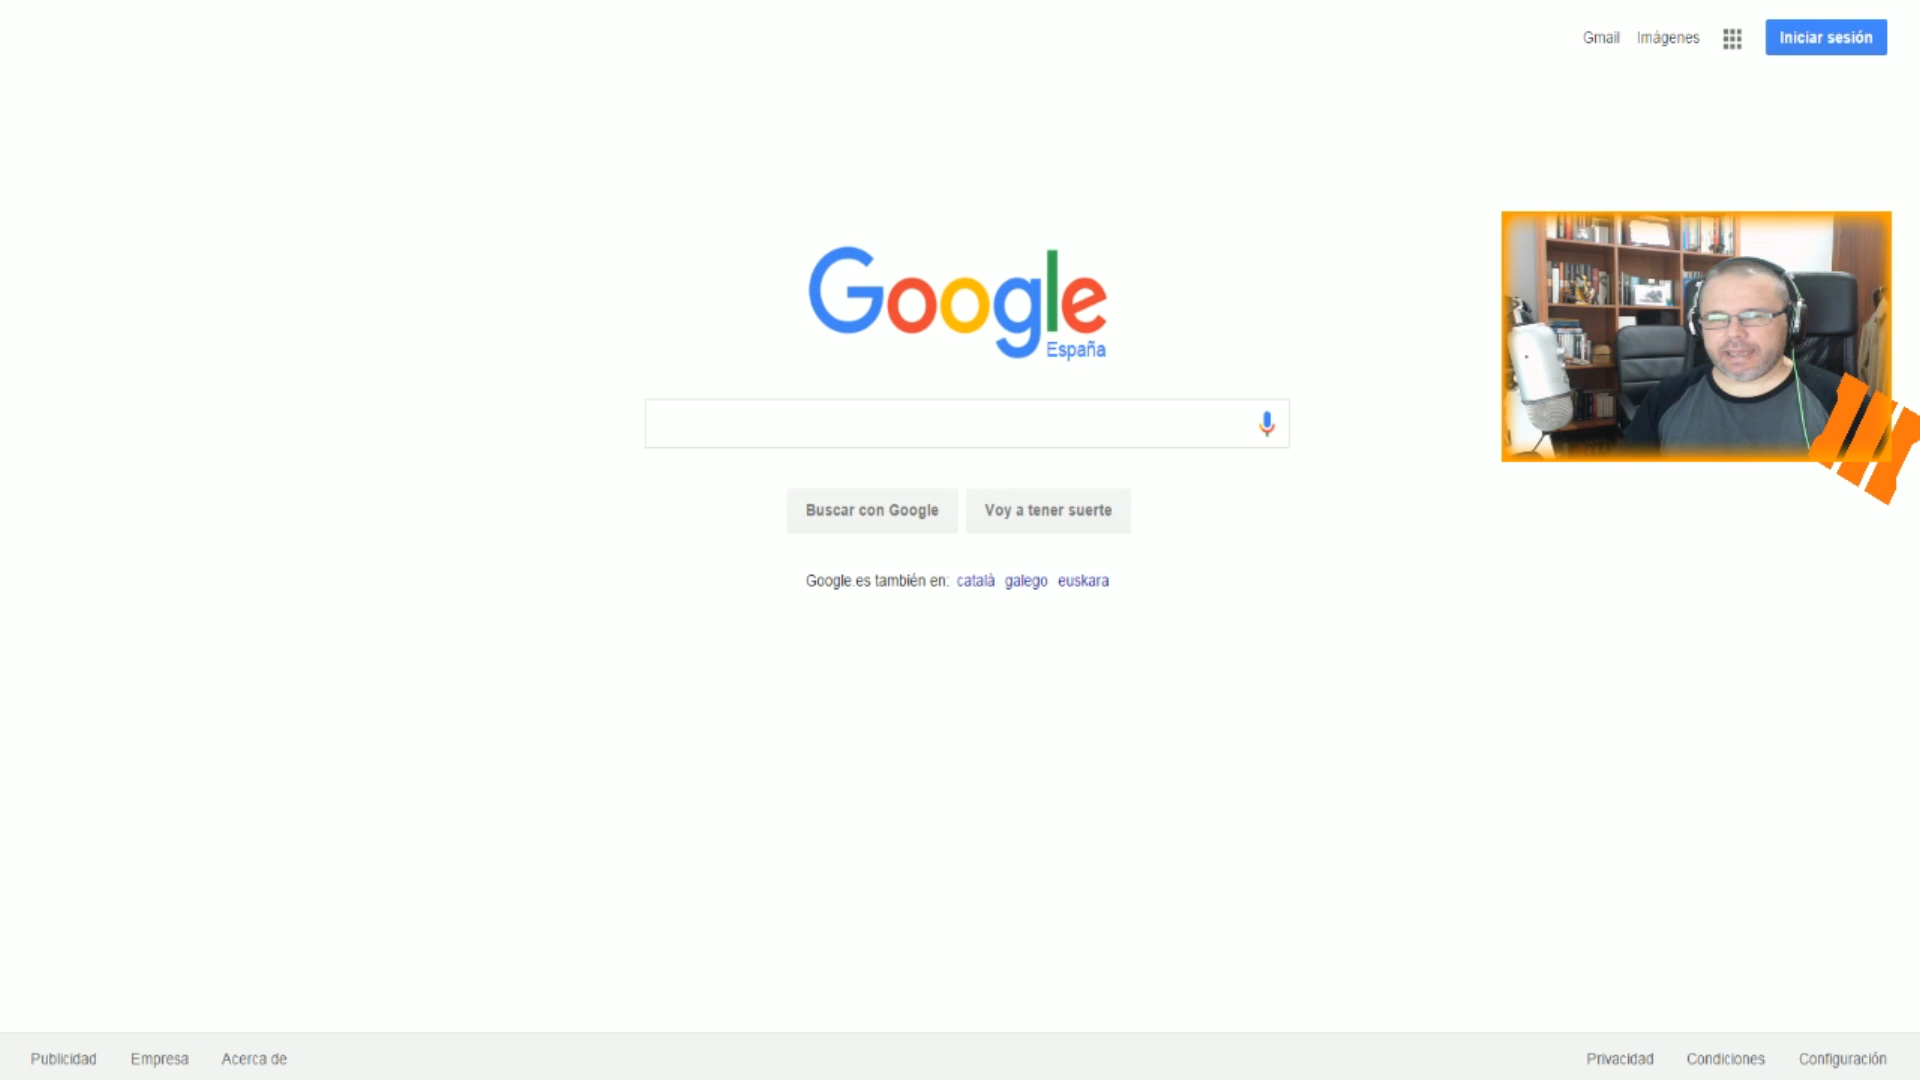 Gmail Imágenes Iniciar sesión
Google
España
Buscar con Google Voy a tener suerte
Google.es también en: català galego euskara
Publicidad Empresa Acerca de Privacidad Condiciones Configuración